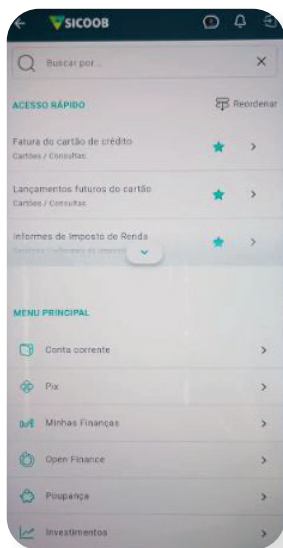 SICOOB
Buscar por...
ACESSO RÁPIDO
Reordenar
Fatura do cartão de crédito
Cartões / Consultas
Lançamentos futuros do cartão
Cartões / Consultas
Informes de Imposto de Renda
MENU PRINCIPAL
Conta corrente
Pix
Minhas Finanças
Open Finance
Poupança
Investimentos